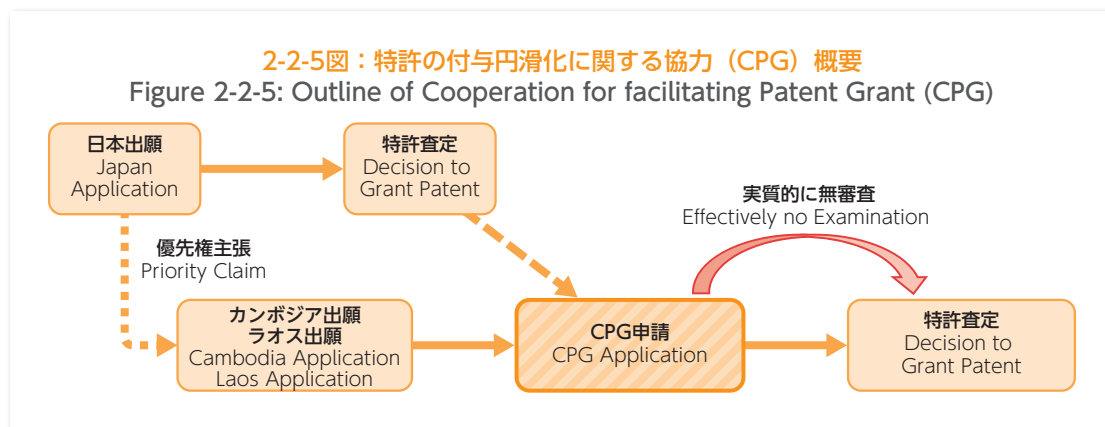 2-2-5図：特許の付与円滑化に関する協力（CPG）概要
Figure 2-2-5: Outline of Cooperation for facilitating Patent Grant (CPG)
日本出願
Japan
Application
特許査定
Decision to
Grant Patent
実質的に無審査
Effectively no Examination
優先権主張
Priority Claim
カンボジア出願
ラオス出願
Cambodia Application
Laos Application
CPG申請
CPG Application
特許査定
Decision to
Grant Patent